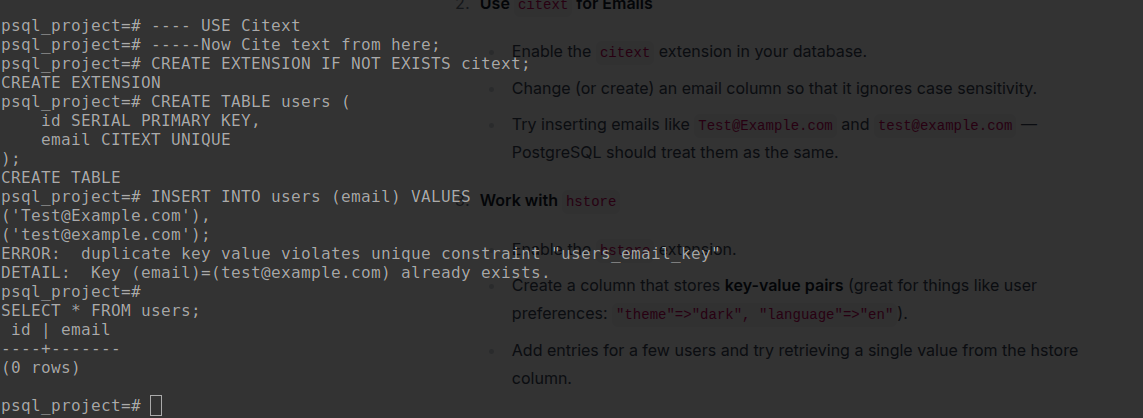 psql_project=# ---- USE Citext
psql_project=# -----Now Cite text from here;
psql_project=# CREATE EXTENSION IF NOT EXISTS citext;
CREATE EXTENSION
psql_project=# CREATE TABLE users (
    id SERIAL PRIMARY KEY,
    email CITEXT UNIQUE
);
CREATE TABLE
psql_project=# INSERT INTO users (email) VALUES
('Test@Example.com'),
('test@example.com');
ERROR:  duplicate key value violates unique constraint "users_email_key"
DETAIL:  Key (email)=(test@example.com) already exists.
psql_project=#
SELECT * FROM users;
 id | email
----+-------
(0 rows)
psql_project=#
2. Use citext for Emails
Enable the citext extension in your database.
Change (or create) an email column so that it ignores case sensitivity.
Try inserting emails like Test@Example.com and test@example.com —
PostgreSQL should treat them as the same.
Work with hstore
Enable the hstore extension.
Create a column that stores key-value pairs (great for things like user
preferences: "theme"=>"dark", "language"=>"en" ).
Add entries for a few users and try retrieving a single value from the hstore
column.